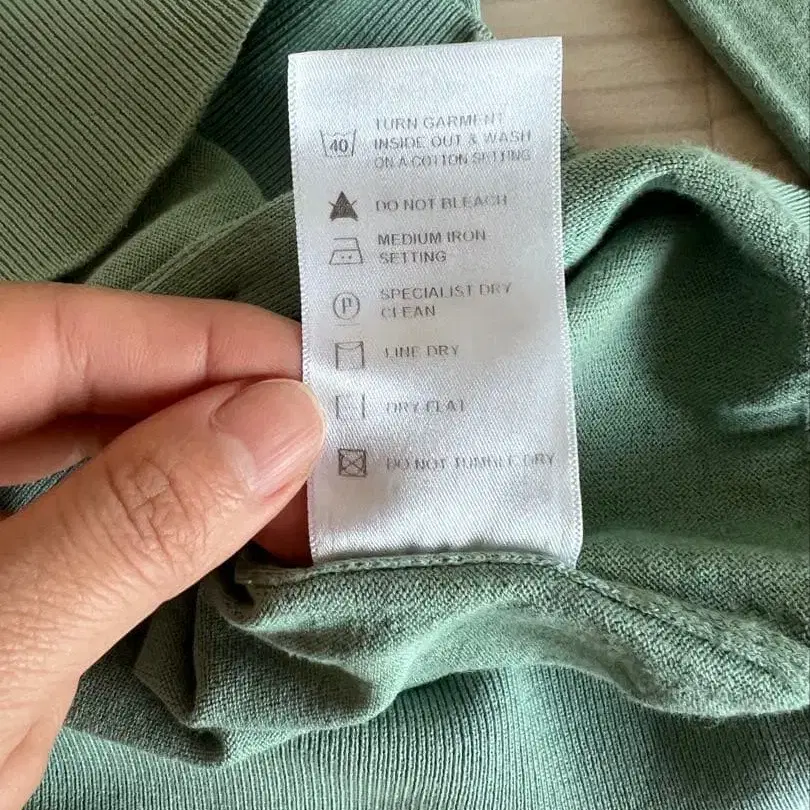 40
TURN GARMENT
INSIDE OUT & WASH
ON A COTTON SETTING
DO NOT BLEACH
MEDIUM IRON
SETTING
P
SPECIALIST DRY
CLEAN
LINE DRY
DRY FLAT
DO NOT TUMBLE DRY